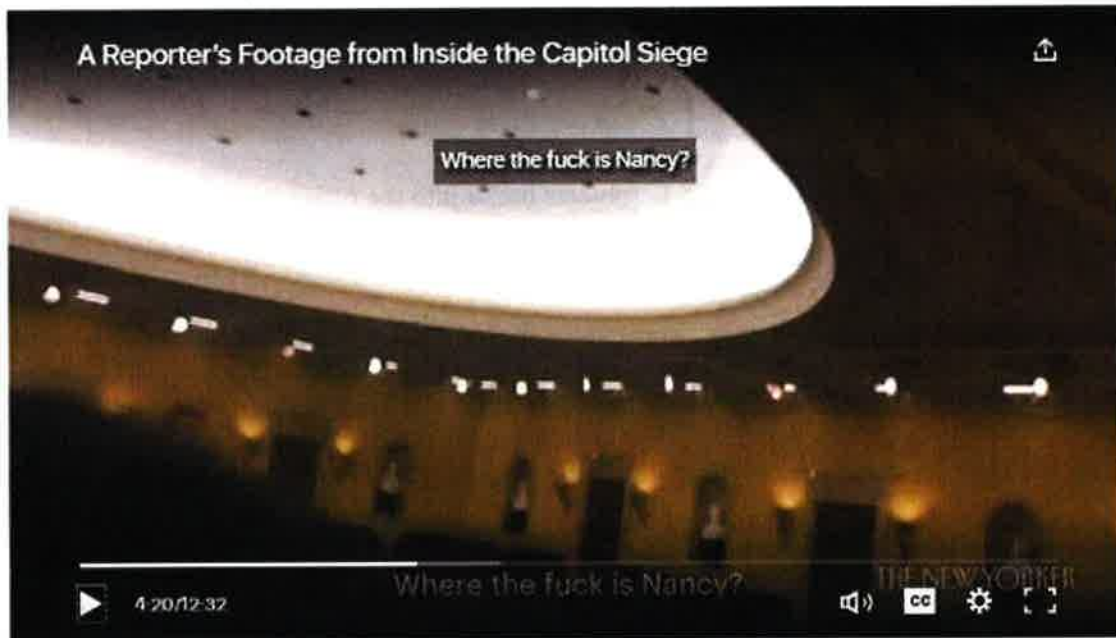 A Reporter's Footage from Inside the Capitol Siege
Where the fuck is Nancy?
Where the fuck is Nancy?
THE NEW YORKER
4:20/12:32
CC